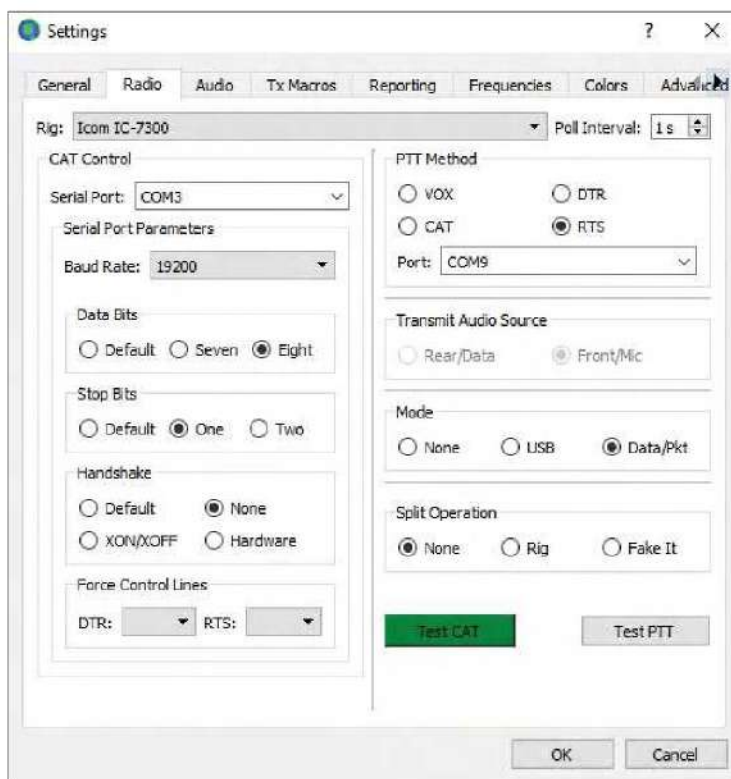 Settings
?
General Radio Audio Tx Macros Reporting Frequencies Colors Advanced
Rig: Icom IC-7300 Poll Interval: 1 s
CAT Control
Serial Port: COM3
Serial Port Parameters
Baud Rate: 19200
Data Bits
Default Seven Eight
Stop Bits
Default One Two
Handshake
Default None
XON/XOFF Hardware
Force Control Lines
DTR: RTS:
PTT Method
VOX DTR
CAT RTS
Port: COM9
Transmit Audio Source
Rear/Data Front/Mic
Mode
None USB Data/Pkt
Split Operation
None Rig Fake It
Test CAT Test PTT
OK Cancel